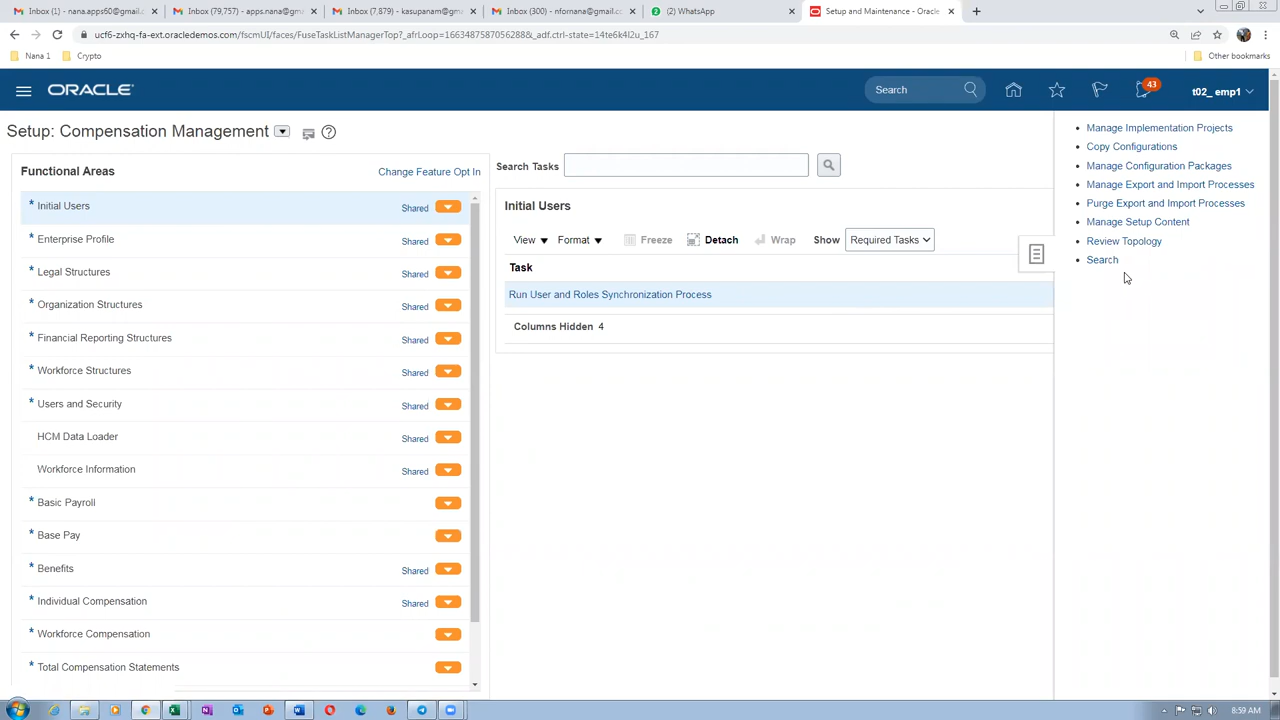 Inbox (1) - nana.apps60@gmail.c
Inbox (79,757) - apps.nana@gm
Inbox (7,879) - kasupanam@gma
Inbox (300) - nfornana@gmail.co
(2) WhatsApp
Setup and Maintenance - Oracle
ucf6-zxhq-fa-ext.oracledemos.com/fscmUI/faces/FuseTaskListManagerTop?_afrLoop=16634875870562886&_adf.ctrl-state=14te6k4l2u_167
Nana 1
Crypto
Other bookmarks
ORACLE
Search
43
t02_ emp1
Setup: Compensation Management
Functional Areas
Change Feature Opt In
* Initial Users Shared
* Enterprise Profile Shared
* Legal Structures Shared
* Organization Structures Shared
* Financial Reporting Structures Shared
* Workforce Structures Shared
* Users and Security Shared
HCM Data Loader Shared
Workforce Information Shared
* Basic Payroll
* Base Pay
* Benefits Shared
* Individual Compensation Shared
* Workforce Compensation
* Total Compensation Statements
Search Tasks
Initial Users
View Format Freeze Detach Wrap Show Required Tasks
Task
Run User and Roles Synchronization Process
Columns Hidden 4
• Manage Implementation Projects
• Copy Configurations
• Manage Configuration Packages
• Manage Export and Import Processes
• Purge Export and Import Processes
• Manage Setup Content
• Review Topology
• Search
8:59 AM